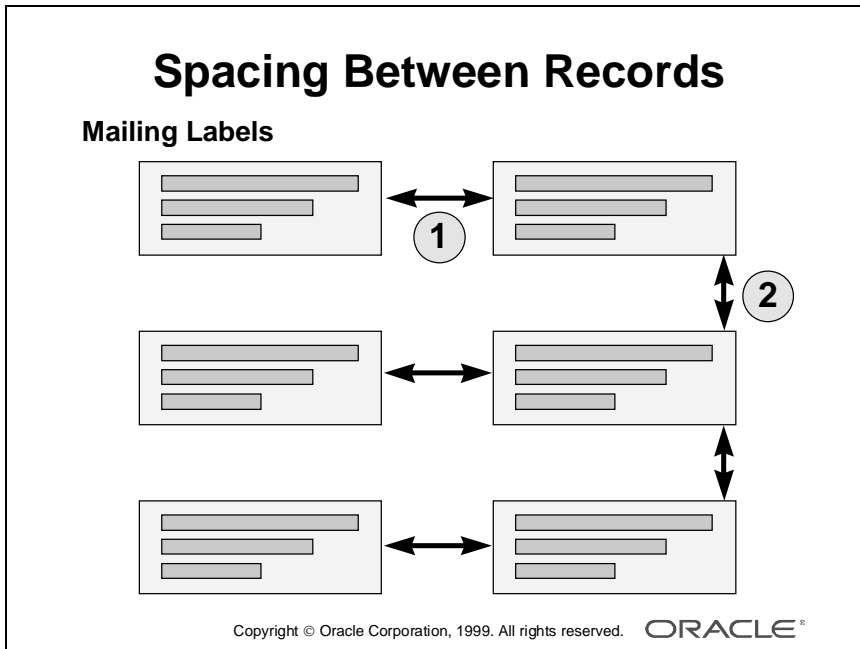 Spacing Between Records
Mailing Labels
1
2
Copyright © Oracle Corporation, 1999. All rights reserved. ORACLE®